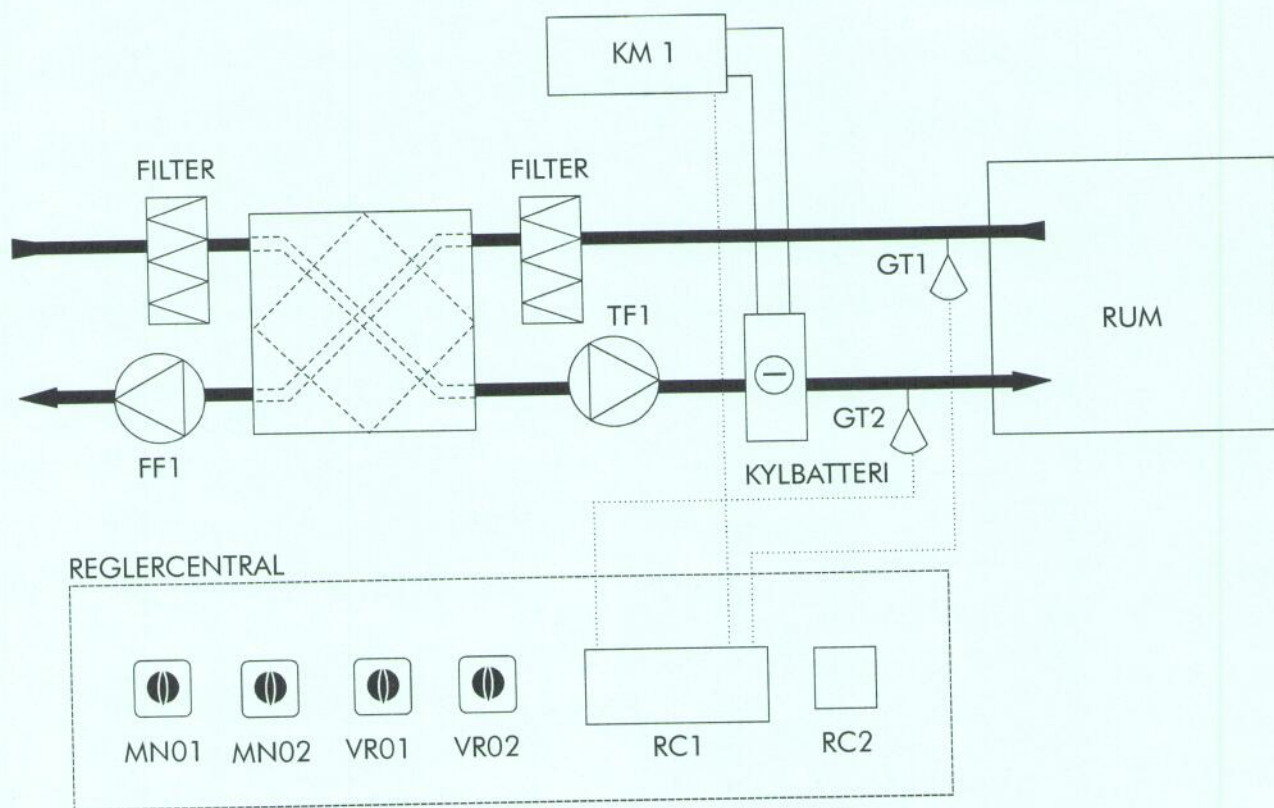 KM 1
FILTER
FILTER
GT1
RUM
TF1
GT2
FF1
KYLBATTERI
REGLERCENTRAL
MN01
MN02
VR01
VR02
RC1
RC2